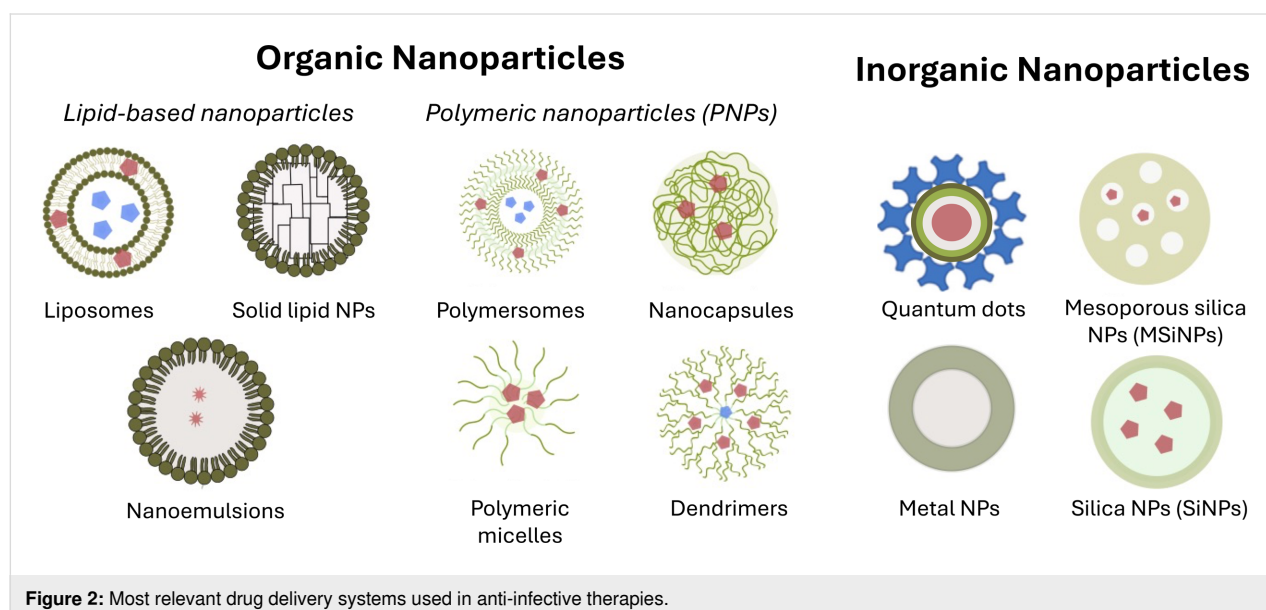 Organic Nanoparticles
Inorganic Nanoparticles
Lipid-based nanoparticles
Polymeric nanoparticles (PNPs)
Liposomes
Solid lipid NPs
Polymersomes
Nanocapsules
Quantum dots
Mesoporous silica
NPs (MSiNPs)
Nanoemulsions
Polymeric
micelles
Dendrimers
Metal NPs
Silica NPs (SiNPs)
Figure 2: Most relevant drug delivery systems used in anti-infective therapies.